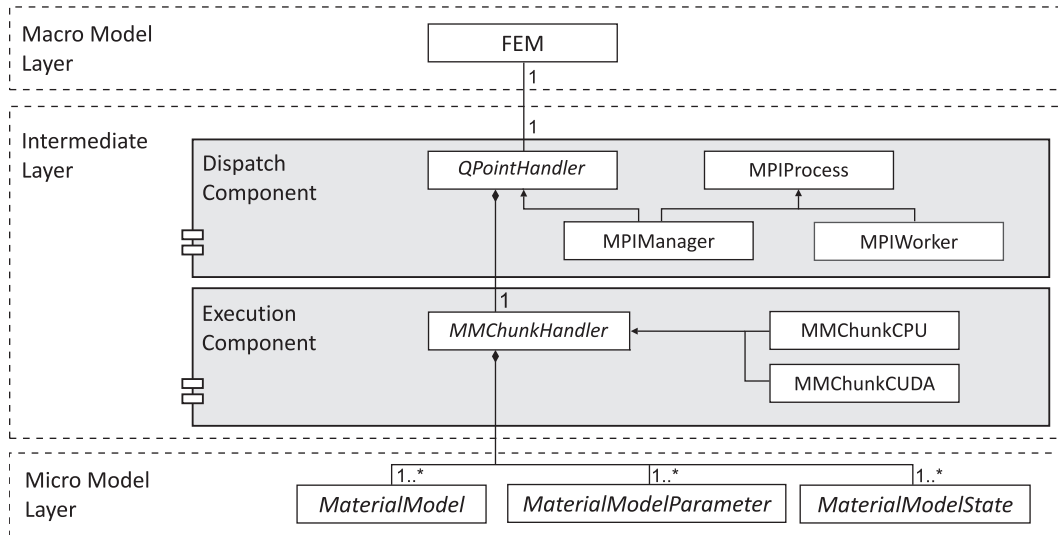 Macro Model
Layer
FEM
1
1
Intermediate
Layer
Dispatch
Component
QPointHandler
MPIProcess
MPIManager
MPIWorker
1
Execution
Component
MMChunkHandler
MMChunkCPU
MMChunkCUDA
Micro Model
Layer
1..*
1..*
1..*
MaterialModel
MaterialModelParameter
MaterialModelState